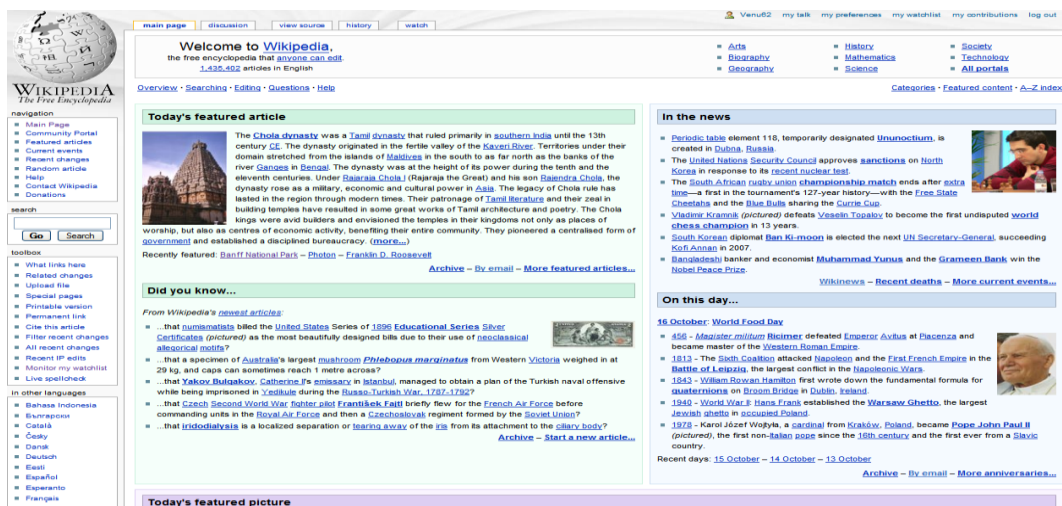 Venu62 my talk my preferences my watchlist my contributions log out
main page discussion view source history watch
WIKIPEDIA
The Free Encyclopedia
navigation
Main Page
Community Portal
Featured articles
Current events
Recent changes
Random article
Help
Contact Wikipedia
Donations
search
Go Search
toolbox
What links here
Related changes
Upload file
Special pages
Printable version
Permanent link
Cite this article
Filter recent changes
All recent changes
Recent IP edits
Monitor my watchlist
Live spellcheck
in other languages
Bahasa Indonesia
Български
Català
Česky
Dansk
Deutsch
Eesti
Español
Esperanto
Français
Welcome to Wikipedia,
the free encyclopedia that anyone can edit.
1,435,402 articles in English
Arts
Biography
Geography
History
Mathematics
Science
Society
Technology
All portals
Overview · Searching · Editing · Questions · Help
Categories · Featured content · A–Z index
Today's featured article
The Chola dynasty was a Tamil dynasty that ruled primarily in southern India until the 13th
century CE. The dynasty originated in the fertile valley of the Kaveri River. Territories under their
domain stretched from the islands of Maldives in the south to as far north as the banks of the
river Ganges in Bengal. The dynasty was at the height of its power during the tenth and the
eleventh centuries. Under Rajaraja Chola I (Rajaraja the Great) and his son Rajendra Chola, the
dynasty rose as a military, economic and cultural power in Asia. The legacy of Chola rule has
lasted in the region through modern times. Their patronage of Tamil literature and their zeal in
building temples have resulted in some great works of Tamil architecture and poetry. The Chola
kings were avid builders and envisioned the temples in their kingdoms not only as places of
worship, but also as centres of economic activity, benefiting their entire community. They pioneered a centralised form of
government and established a disciplined bureaucracy. (more...)
Recently featured: Banff National Park – Photon – Franklin D. Roosevelt
Archive – By email – More featured articles...
Did you know...
From Wikipedia's newest articles:
...that numismatists billed the United States Series of 1896 Educational Series Silver
Certificates (pictured) as the most beautifully designed bills due to their use of neoclassical
allegorical motifs?
...that a specimen of Australia's largest mushroom Phlebopus marginatus from Western Victoria weighed in at
29 kg, and caps can sometimes reach 1 metre across?
...that Yakov Bulgakov, Catherine II's emissary in Istanbul, managed to obtain a plan of the Turkish naval offensive
while being imprisoned in Yedikule during the Russo-Turkish War, 1787-1792?
...that Czech Second World War fighter pilot František Fajtl briefly flew for the French Air Force before
commanding units in the Royal Air Force and then a Czechoslovak regiment formed by the Soviet Union?
...that iridodialysis is a localized separation or tearing away of the iris from its attachment to the ciliary body?
Archive – Start a new article...
In the news
Periodic table element 118, temporarily designated Ununoctium, is
created in Dubna, Russia.
The United Nations Security Council approves sanctions on North
Korea in response to its recent nuclear test.
The South African rugby union championship match ends after extra
time—a first in the tournament's 127-year history—with the Free State
Cheetahs and the Blue Bulls sharing the Currie Cup.
Vladimir Kramnik (pictured) defeats Veselin Topalov to become the first undisputed world
chess champion in 13 years.
South Korean diplomat Ban Ki-moon is elected the next UN Secretary-General, succeeding
Kofi Annan in 2007.
Bangladeshi banker and economist Muhammad Yunus and the Grameen Bank win the
Nobel Peace Prize.
Wikinews – Recent deaths – More current events...
On this day...
16 October: World Food Day
456 - Magister militum Ricimer defeated Emperor Avitus at Piacenza and
became master of the Western Roman Empire.
1813 - The Sixth Coalition attacked Napoleon and the First French Empire in the
Battle of Leipzig, the largest conflict in the Napoleonic Wars.
1843 - William Rowan Hamilton first wrote down the fundamental formula for
quaternions on Broom Bridge in Dublin, Ireland.
1940 - World War II: Hans Frank established the Warsaw Ghetto, the largest
Jewish ghetto in occupied Poland.
1978 - Karol Józef Wojtyła, a cardinal from Kraków, Poland, became Pope John Paul II
(pictured), the first non-Italian pope since the 16th century and the first ever from a Slavic
country.
Recent days: 15 October – 14 October – 13 October
Archive – By email – More anniversaries...
Today's featured picture